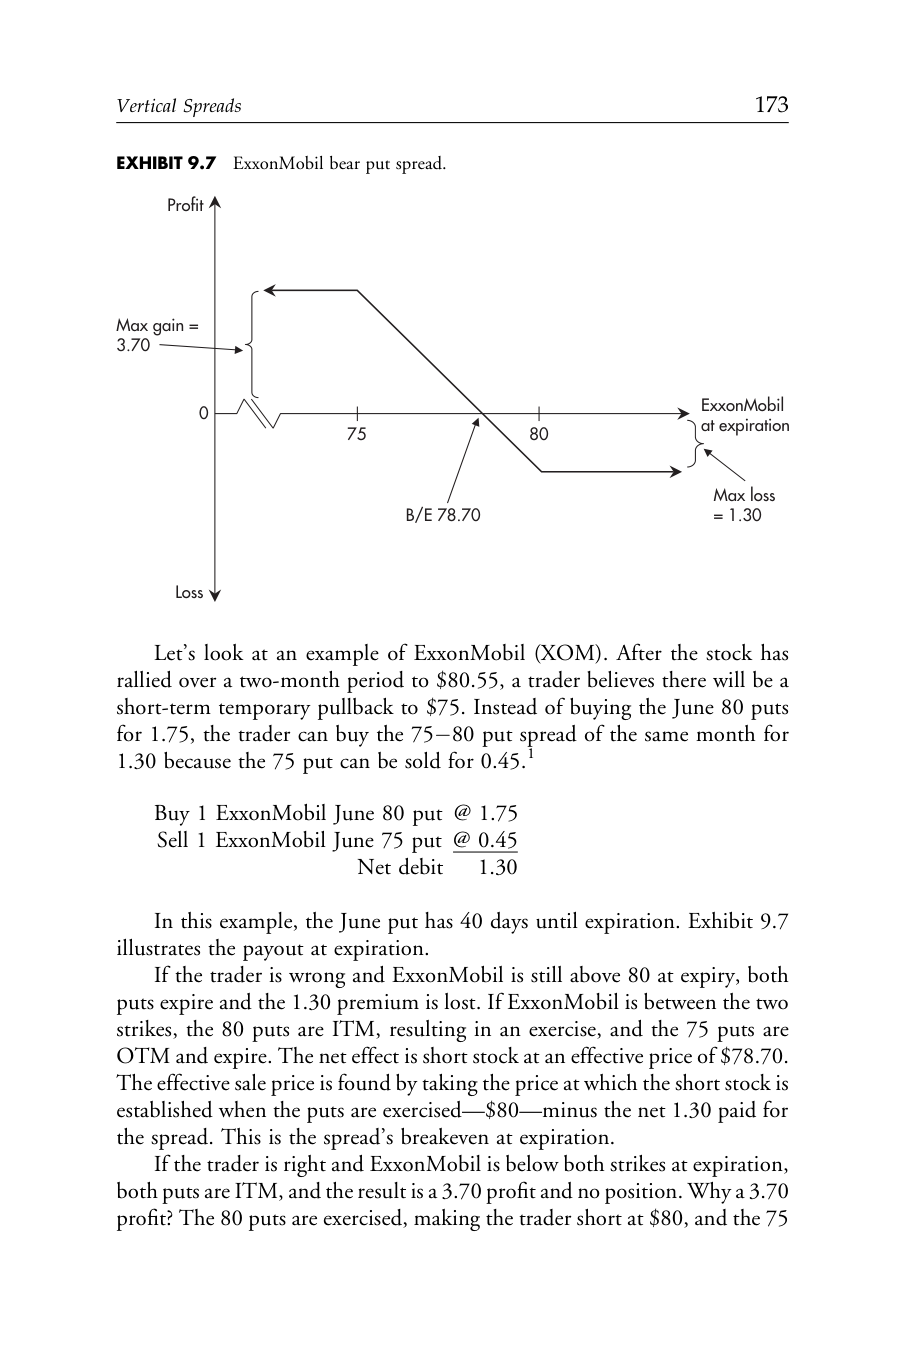 Vertical Spreads 173
EXHIBIT 9.7 ExxonMobil bear put spread.
Profit
Max gain =
3.70
0
75
80
ExxonMobil
at expiration
B/E 78.70
Max loss
= 1.30
Loss
Let’s look at an example of ExxonMobil (XOM). After the stock has
rallied over a two-month period to $80.55, a trader believes there will be a
short-term temporary pullback to $75. Instead of buying the June 80 puts
for 1.75, the trader can buy the 75–80 put spread of the same month for
1.30 because the 75 put can be sold for 0.45.1
Buy 1 ExxonMobil June 80 put @ 1.75
Sell 1 ExxonMobil June 75 put @ 0.45
Net debit 1.30
In this example, the June put has 40 days until expiration. Exhibit 9.7
illustrates the payout at expiration.
If the trader is wrong and ExxonMobil is still above 80 at expiry, both
puts expire and the 1.30 premium is lost. If ExxonMobil is between the two
strikes, the 80 puts are ITM, resulting in an exercise, and the 75 puts are
OTM and expire. The net effect is short stock at an effective price of $78.70.
The effective sale price is found by taking the price at which the short stock is
established when the puts are exercised—$80—minus the net 1.30 paid for
the spread. This is the spread’s breakeven at expiration.
If the trader is right and ExxonMobil is below both strikes at expiration,
both puts are ITM, and the result is a 3.70 profit and no position. Why a 3.70
profit? The 80 puts are exercised, making the trader short at $80, and the 75